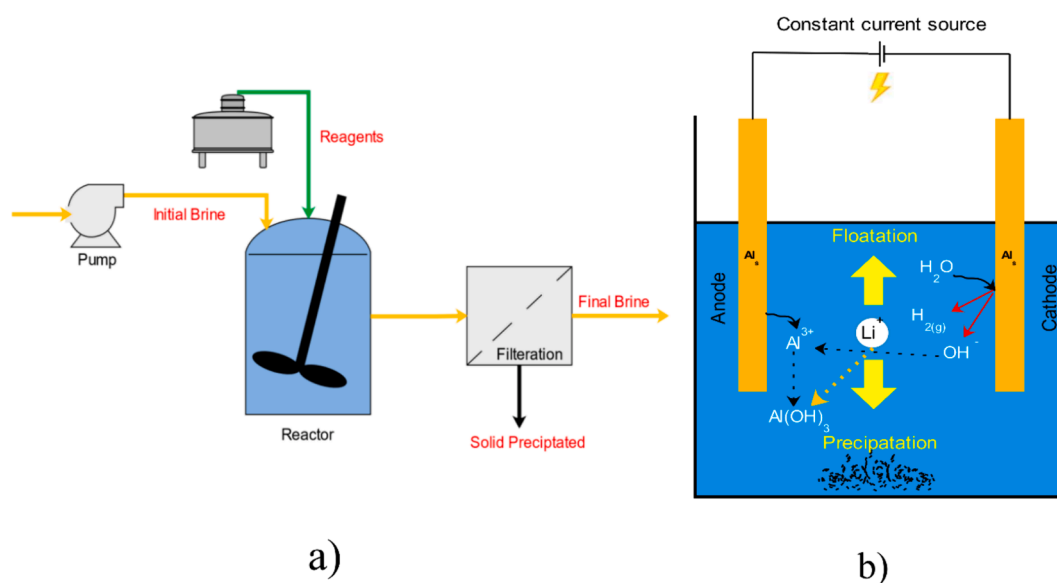 Reagents
Initial Brine
Pump
Reactor
Filteration
Final Brine
Solid Preciptated
a)
Constant current source
Anode
Al s
Floatation
Al s
Cathode
H2O
H2(g)
Li+
Al3+
OH-
Al(OH)3
Precipatation
b)